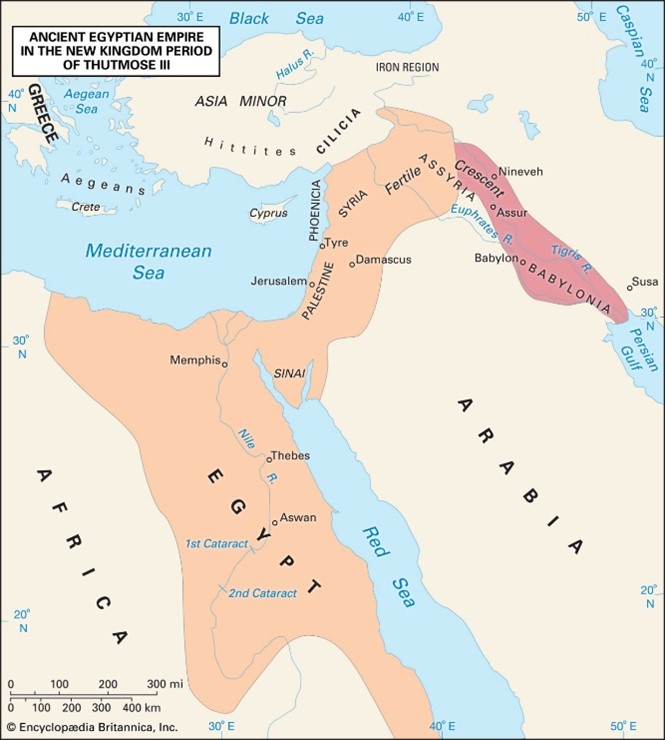 30° E
Black Sea
40° E
Caspian Sea
ANCIENT EGYPTIAN EMPIRE
IN THE NEW KINGDOM PERIOD
OF THUTMOSE III
Halus R.
IRON REGION
40° N
40° N
GREECE
Aegean
Sea
ASIA MINOR
CILICIA
Hittites
Aegeans
Crete
Cyprus
PHOENICIA
SYRIA
Fertile
Crescent
ASSYRIA
Nineveh
Assur
Euphrates R.
Tigris R.
Mediterranean
Sea
Tyre
Damascus
Babylon
BABYLONIA
Susa
Jerusalem
PALESTINE
30°
N
30°
N
Persian
Gulf
Memphis
SINAI
ARABIA
Nile R.
Thebes
EGYPT
AFRICA
Aswan
1st Cataract
Red Sea
2nd Cataract
20°
N
20°
N
0 100 200 300 mi
0 100 200 300 400 km
© Encyclopædia Britannica, Inc.
30° E
40° E
50° E